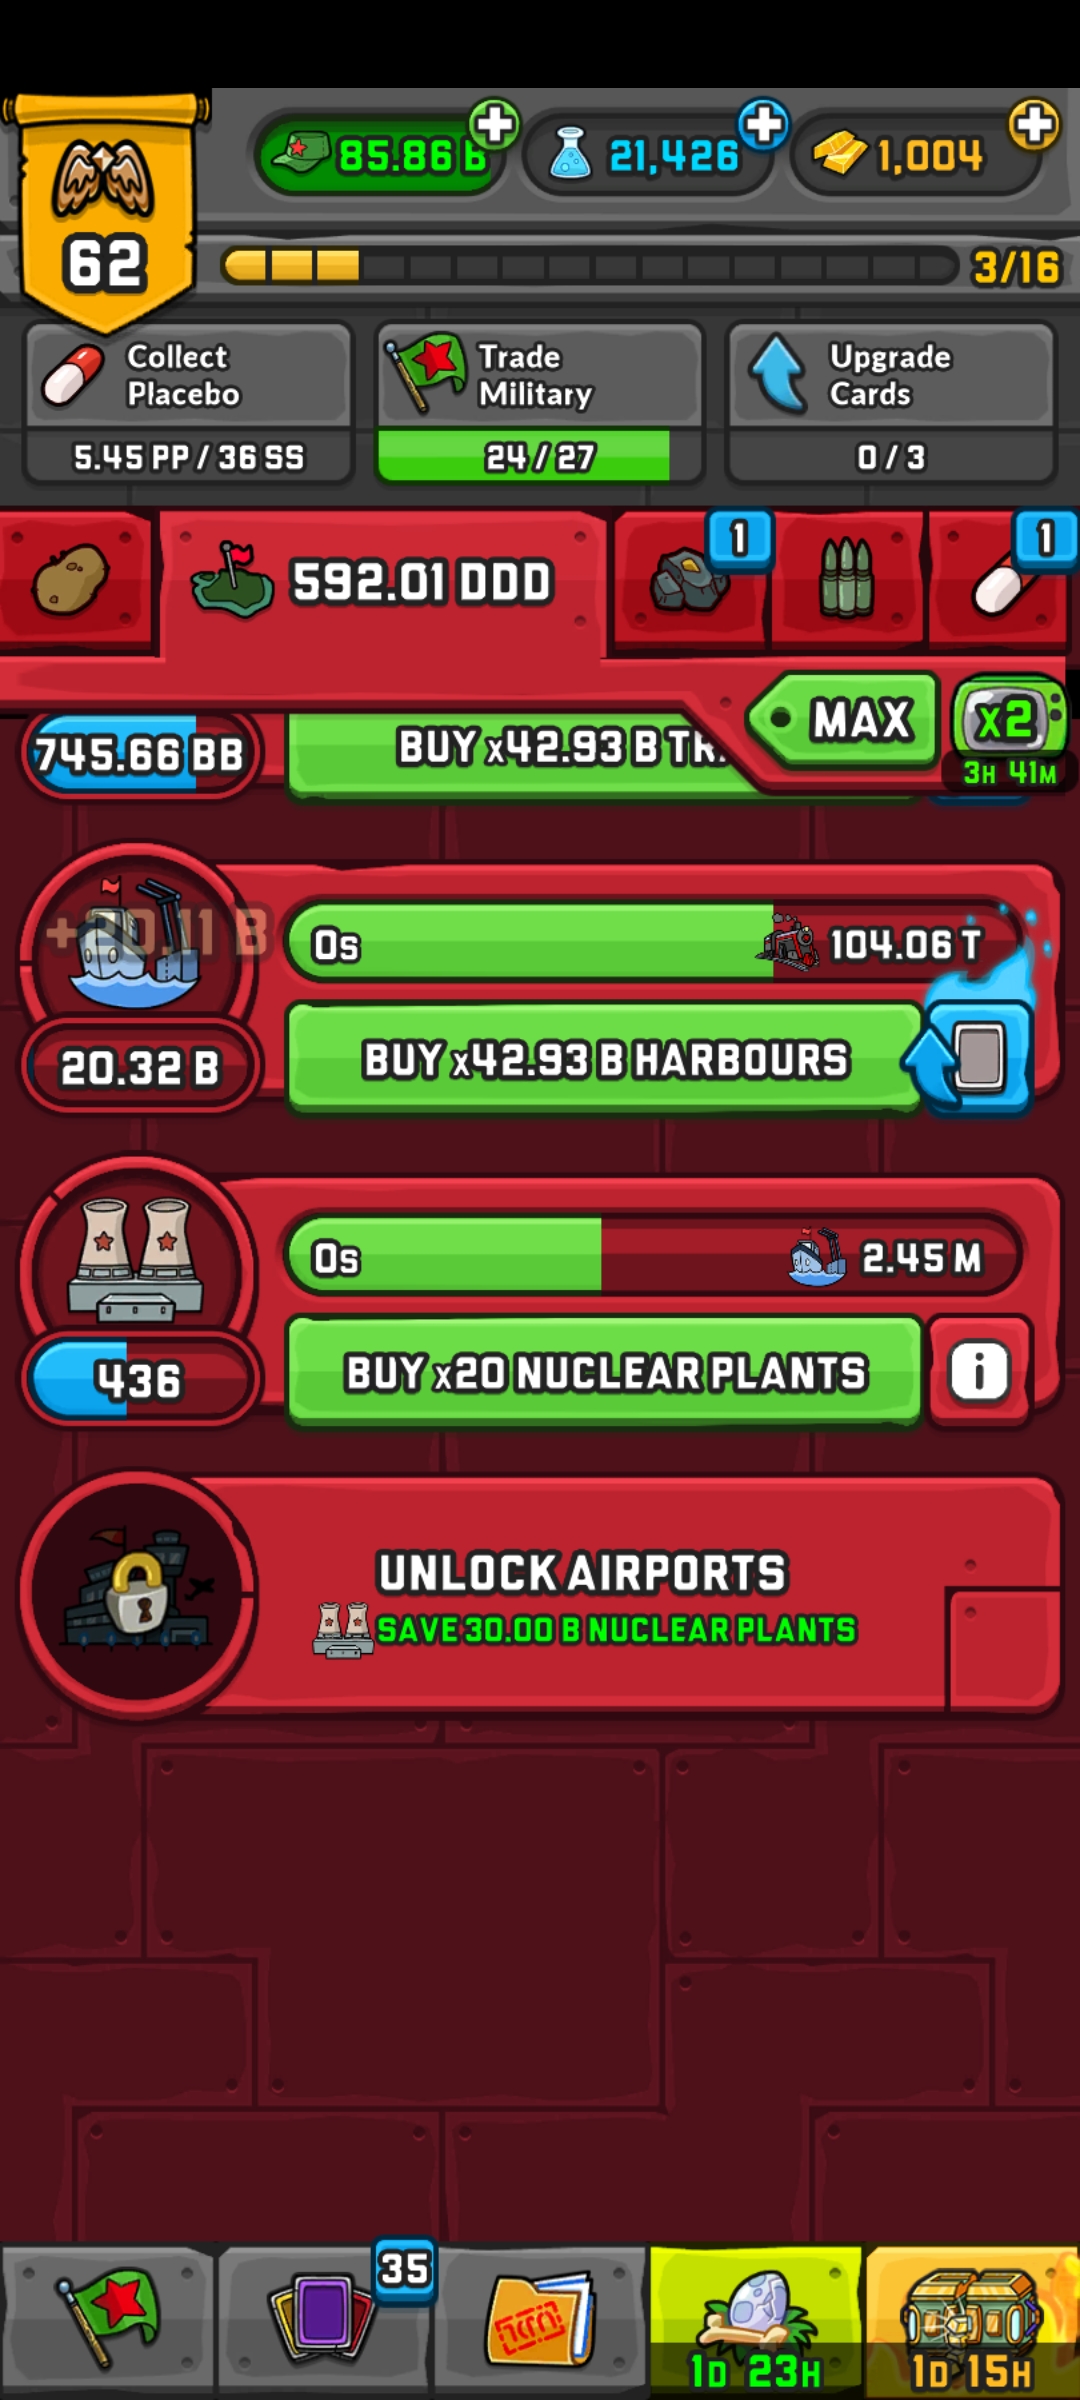 85.86 B
21,426
1,004
62
3/16
Collect
Placebo
5.45 PP / 36 SS
Trade
Military
24 / 27
Upgrade
Cards
0 / 3
592.01 DDD
1
1
MAX
x2
3H 41M
745.66 BB
BUY x42.93 B
+20.11 B
0s
104.06 T
20.32 B
BUY x42.93 B HARBOURS
0s
2.45 M
436
BUY x20 NUCLEAR PLANTS
i
UNLOCK AIRPORTS
SAVE 30.00 B NUCLEAR PLANTS
35
1D 23H
1D 15H